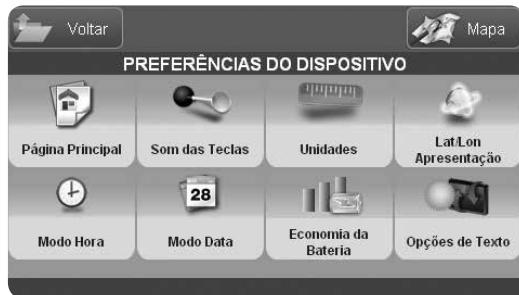 Voltar
Mapa
PREFERÊNCIAS DO DISPOSITIVO
Página Principal
Som das Teclas
Unidades
Lat/Lon
Apresentação
28
Modo Hora
Modo Data
Economia da
Bateria
Opções de Texto